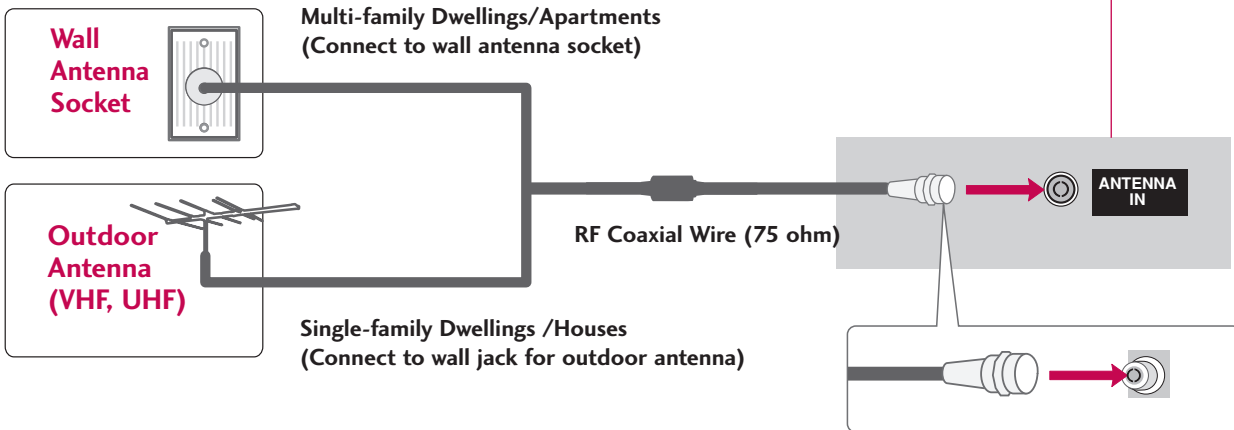 Multi-family Dwellings/Apartments
(Connect to wall antenna socket)
Wall
Antenna
Socket
ANTENNA
IN
RF Coaxial Wire (75 ohm)
Outdoor
Antenna
(VHF, UHF)
Single-family Dwellings /Houses
(Connect to wall jack for outdoor antenna)